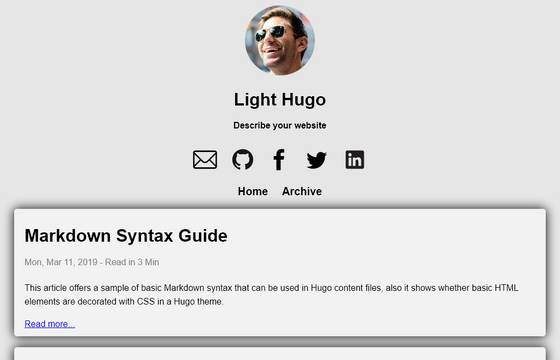 Light Hugo
Describe your website
Home Archive
Markdown Syntax Guide
Mon, Mar 11, 2019 - Read in 3 Min
This article offers a sample of basic Markdown syntax that can be used in Hugo content files, also it shows whether basic HTML
elements are decorated with CSS in a Hugo theme.
Read more...